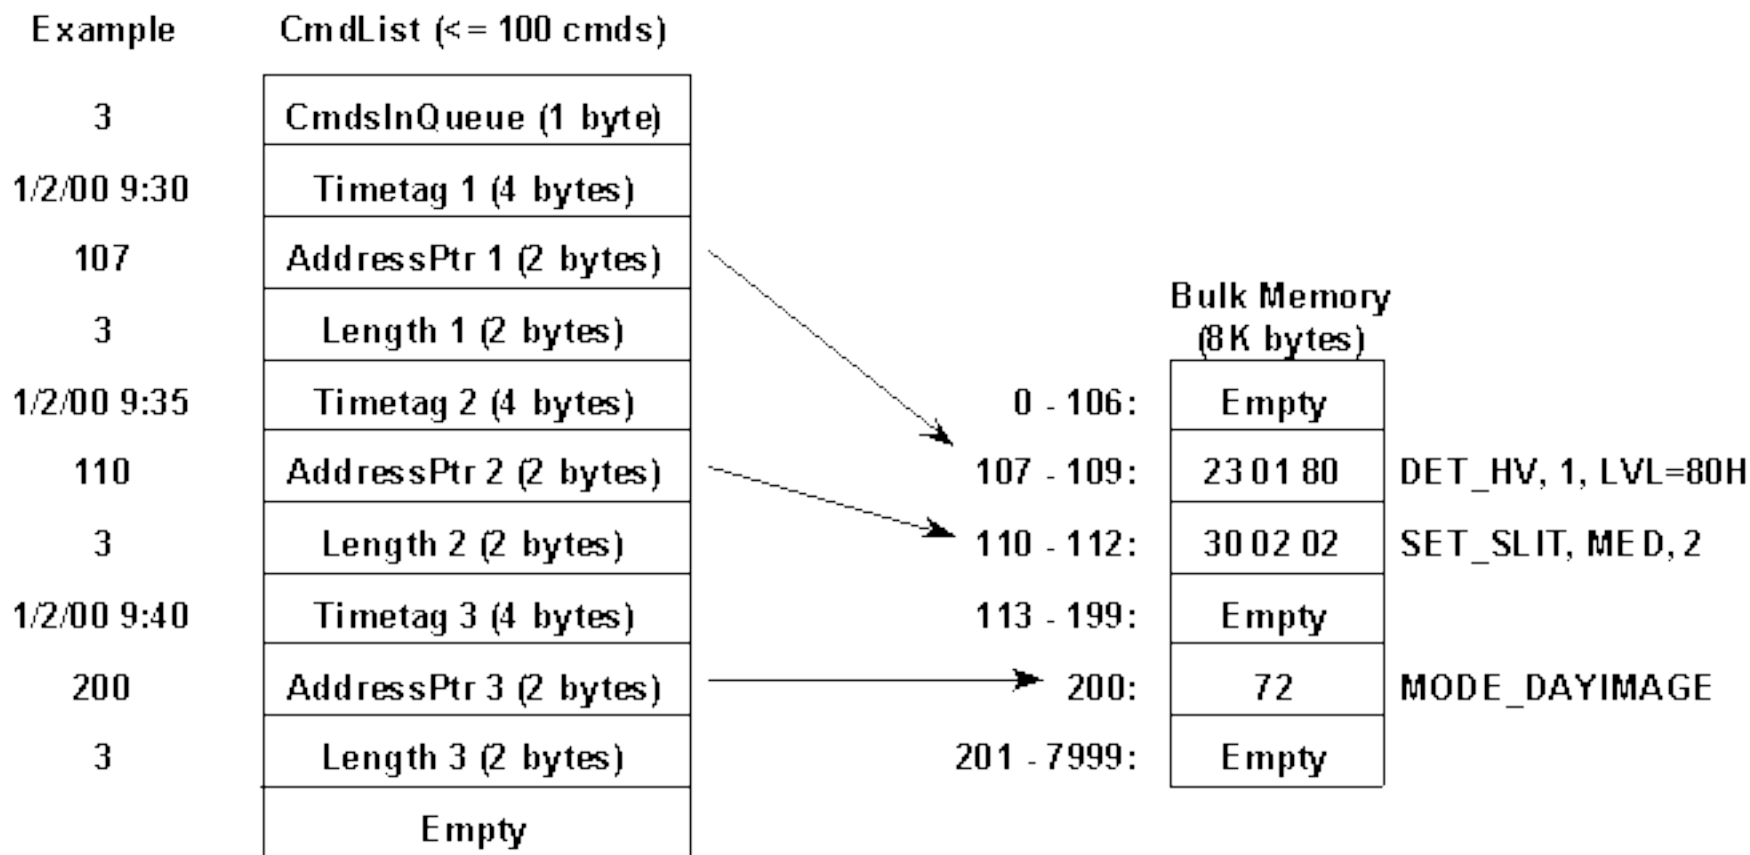 Example CmdList (<= 100 cmds)
3 CmdsInQueue (1 byte)
1/2/00 9:30 Timetag 1 (4 bytes)
107 AddressPtr 1 (2 bytes)
Bulk Memory
3 Length 1 (2 bytes) (8K bytes)
1/2/00 9:35 Timetag 2 (4 bytes) 0 - 106: Empty
110 AddressPtr 2 (2 bytes) 107 - 109: 23 01 80 DET_HV, 1, LVL=80H
3 Length 2 (2 bytes) 110 - 112: 30 02 02 SET_SLIT, MED, 2
1/2/00 9:40 Timetag 3 (4 bytes) 113 - 199: Empty
200 AddressPtr 3 (2 bytes) 200: 72 MODE_DAYIMAGE
3 Length 3 (2 bytes) 201 - 7999: Empty
Empty